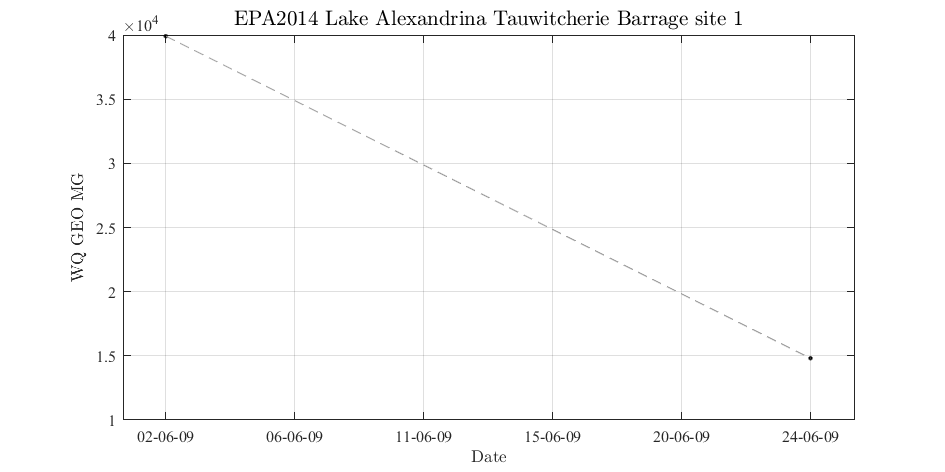 EPA2014 Lake Alexandrina Tauwitcherie Barrage site 1
×10⁴
4
3.5
3
2.5
2
1.5
1
WQ GEO MG
02-06-09 06-06-09 11-06-09 15-06-09 20-06-09 24-06-09
Date